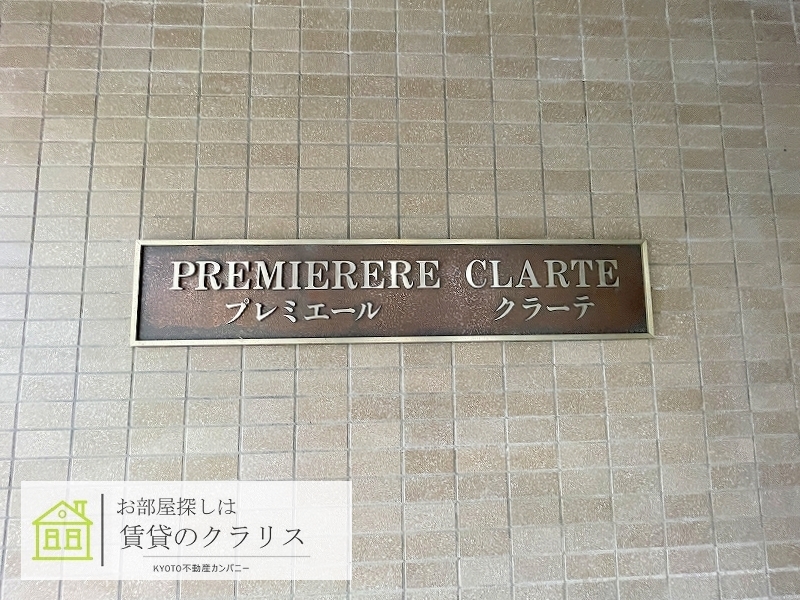 PREMIERERE CLARTE
プレミエール クラーテ
お部屋探しは
賃貸のクラリス
KYOTO不動産カンパニー